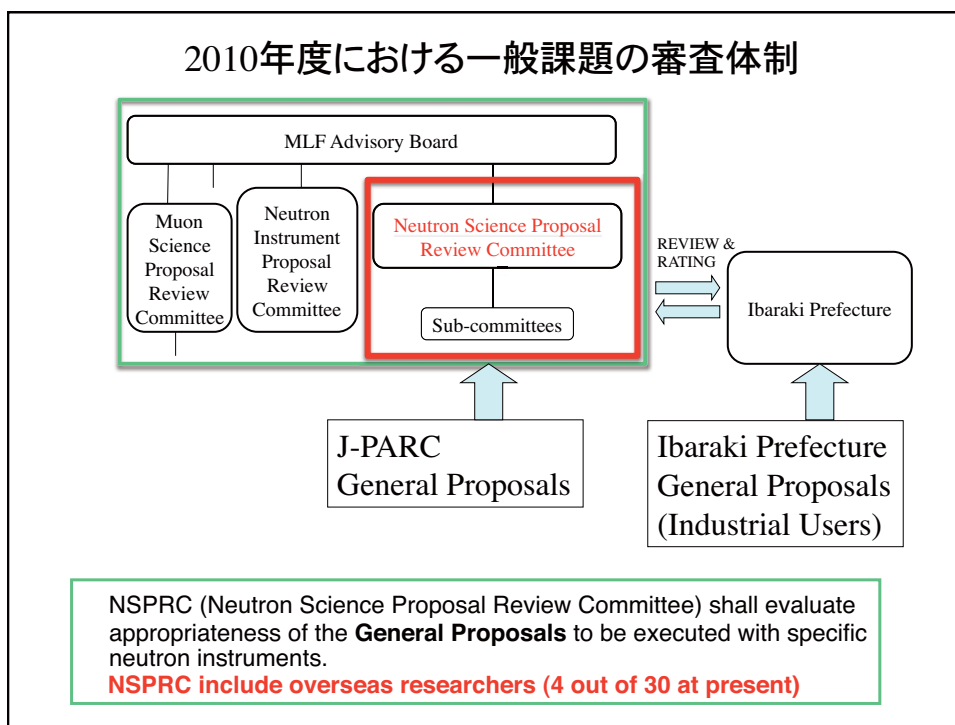 2010年度における一般課題の審査体制
MLF Advisory Board
Muon
Science
Proposal
Review
Committee
Neutron
Instrument
Proposal
Review
Committee
Neutron Science Proposal
Review Committee
Sub-committees
REVIEW &
RATING
Ibaraki Prefecture
J-PARC
General Proposals
Ibaraki Prefecture
General Proposals
(Industrial Users)
NSPRC (Neutron Science Proposal Review Committee) shall evaluate
appropriateness of the General Proposals to be executed with specific
neutron instruments.
NSPRC include overseas researchers (4 out of 30 at present)